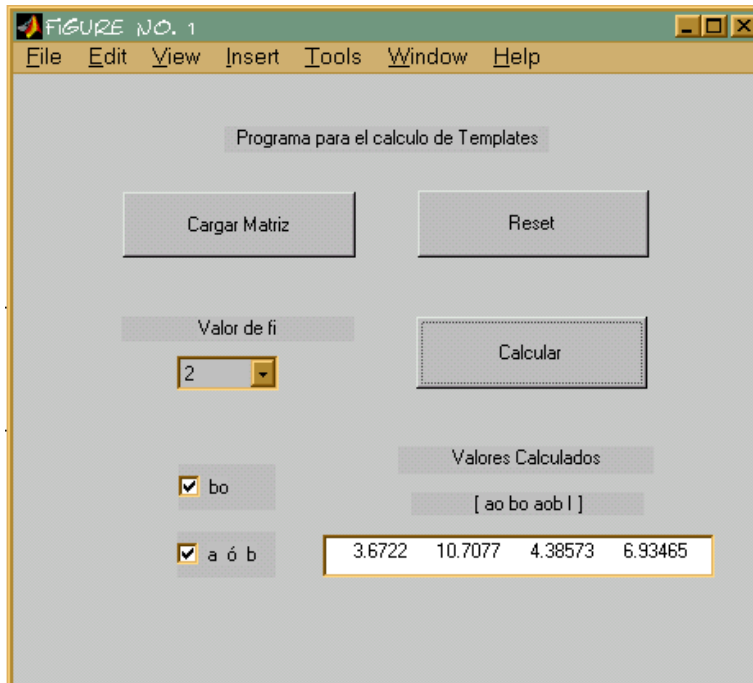 FiGURE NO. 1
File Edit View Insert Tools Window Help
Programa para el calculo de Templates
Cargar Matriz
Reset
Valor de fi
2
Calcular
bo
a ó b
Valores Calculados
[ ao bo aob I ]
3.6722 10.7077 4.38573 6.93465